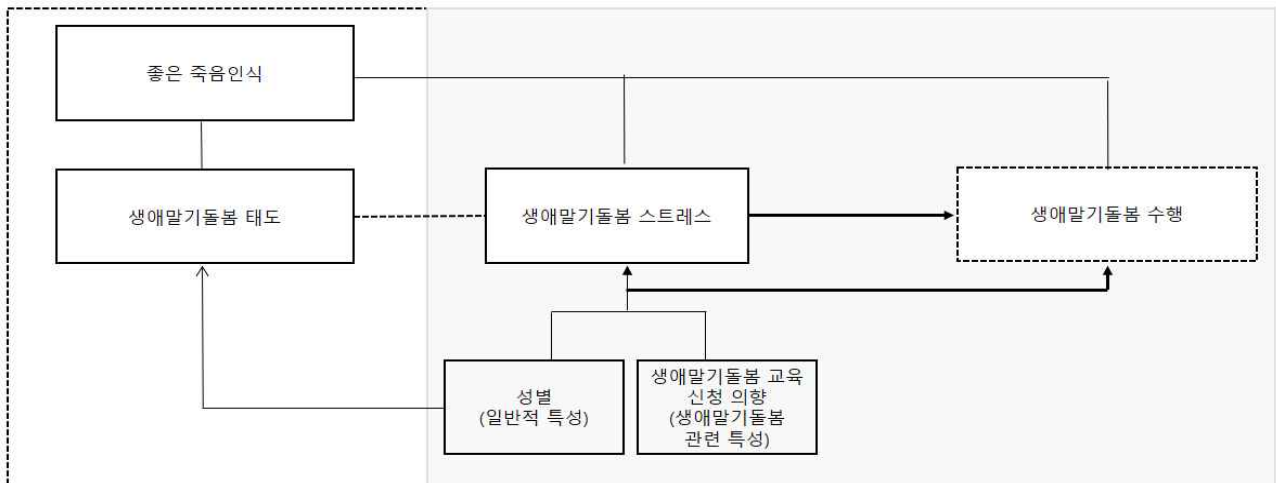 좋은 죽음인식
생애말기돌봄 태도
생애말기돌봄 스트레스
생애말기돌봄 수행
성별
(일반적 특성)
생애말기돌봄 교육
신청 의향
(생애말기돌봄
관련 특성)